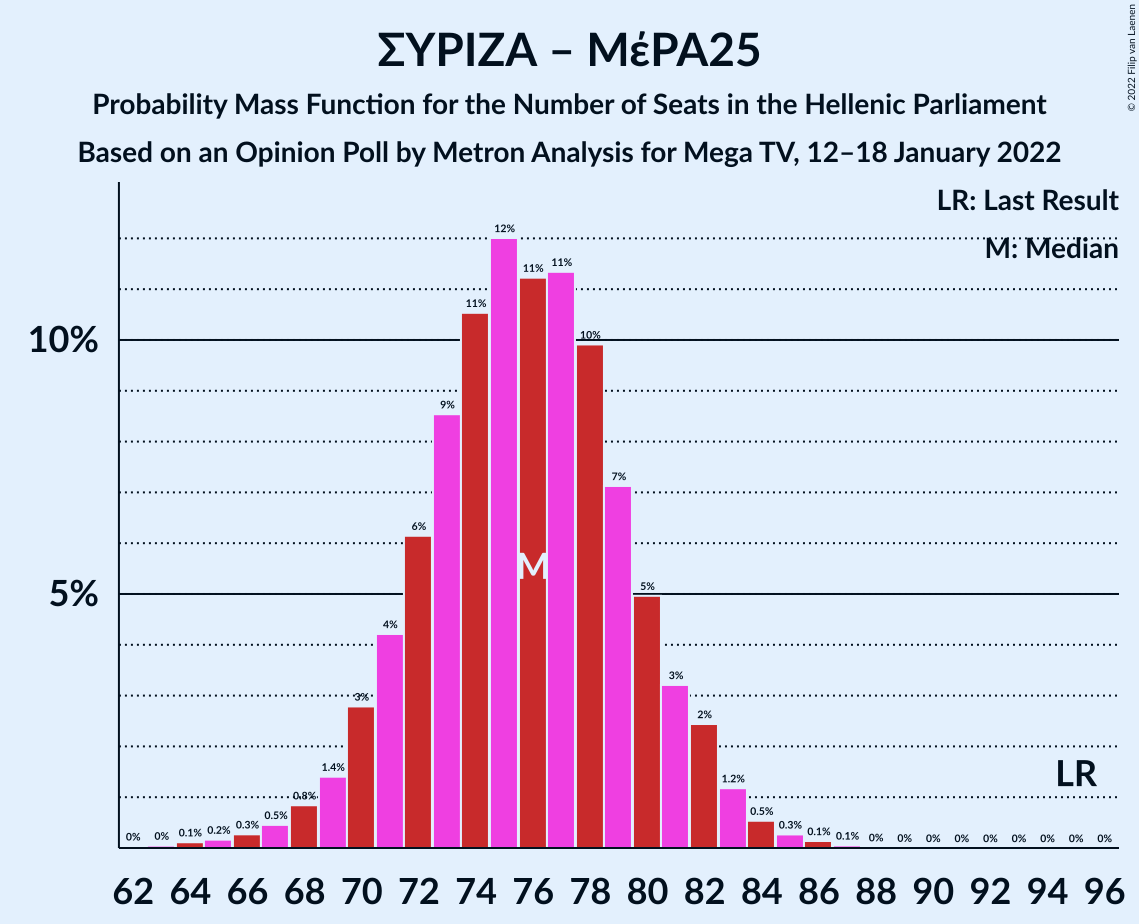 ΣΥΡΙΖΑ – ΜέΡΑ25
Probability Mass Function for the Number of Seats in the Hellenic Parliament
Based on an Opinion Poll by Metron Analysis for Mega TV, 12–18 January 2022
© 2022 Filip van Laenen
LR: Last Result
M: Median
10%
5%
0% 0% 0.1% 0.2% 0.3% 0.5% 0.8% 1.4% 3% 4% 6% 9% 11% 12% 11% 11% 10% 7% 5% 3% 2% 1.2% 0.5% 0.3% 0.1% 0.1% 0% 0% 0% 0% 0% 0% 0% 0% 0%
M
LR
62 64 66 68 70 72 74 76 78 80 82 84 86 88 90 92 94 96